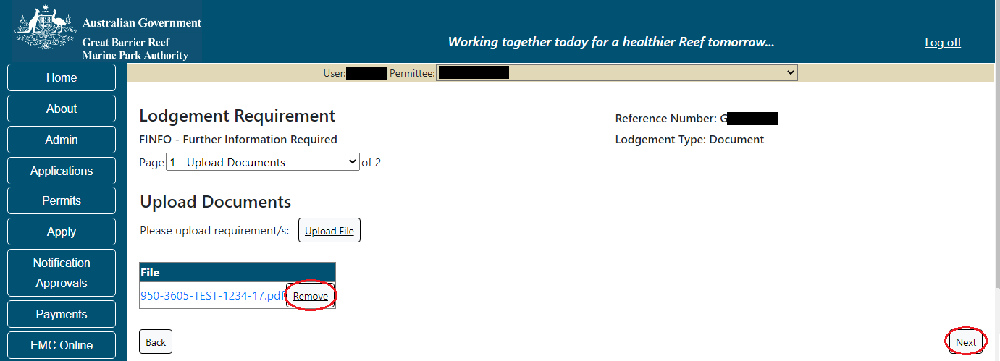 Australian Government
Great Barrier Reef
Marine Park Authority
Working together today for a healthier Reef tomorrow...
Log off
Home
About
Admin
Applications
Permits
Apply
Notification
Approvals
Payments
EMC Online
User: Permittee:
Lodgement Requirement
FINFO - Further Information Required
Page 1 - Upload Documents of 2
Reference Number: G
Lodgement Type: Document
Upload Documents
Please upload requirement/s: Upload File
File
950-3605-TEST-1234-17.pdf Remove
Back
Next